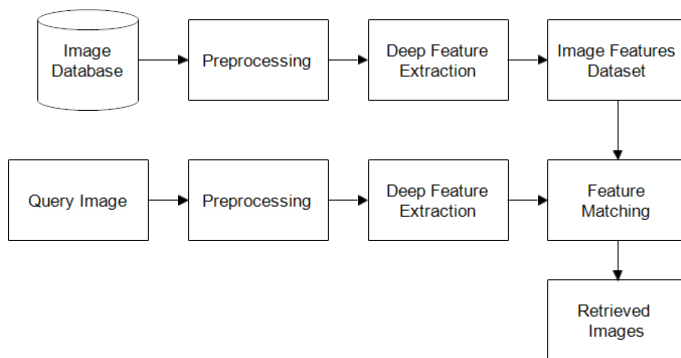 Image
Database
Preprocessing
Deep Feature
Extraction
Image Features
Dataset
Query Image
Preprocessing
Deep Feature
Extraction
Feature
Matching
Retrieved
Images